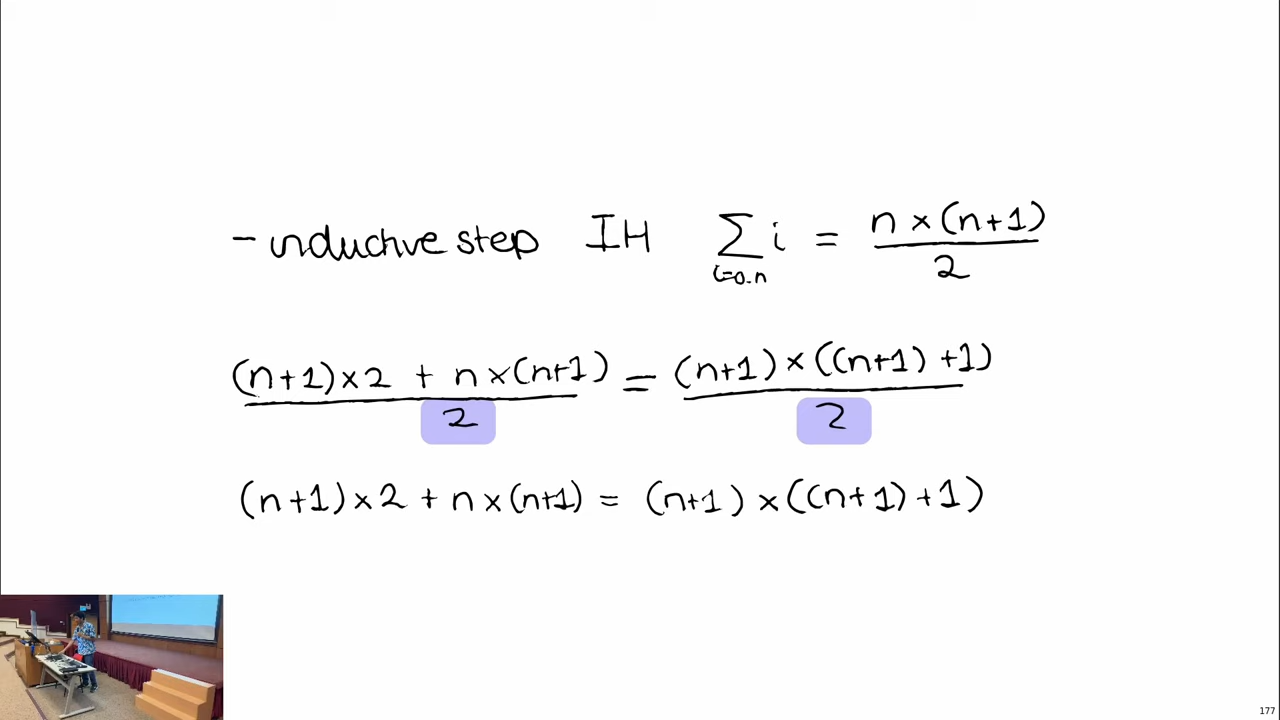 - inductive step IH ∑ i=0..n i = n × (n+1) / 2
(n+1)×2 + n×(n+1) / 2 = (n+1)×((n+1)+1) / 2
(n+1)×2 + n×(n+1) = (n+1)×((n+1)+1)
177